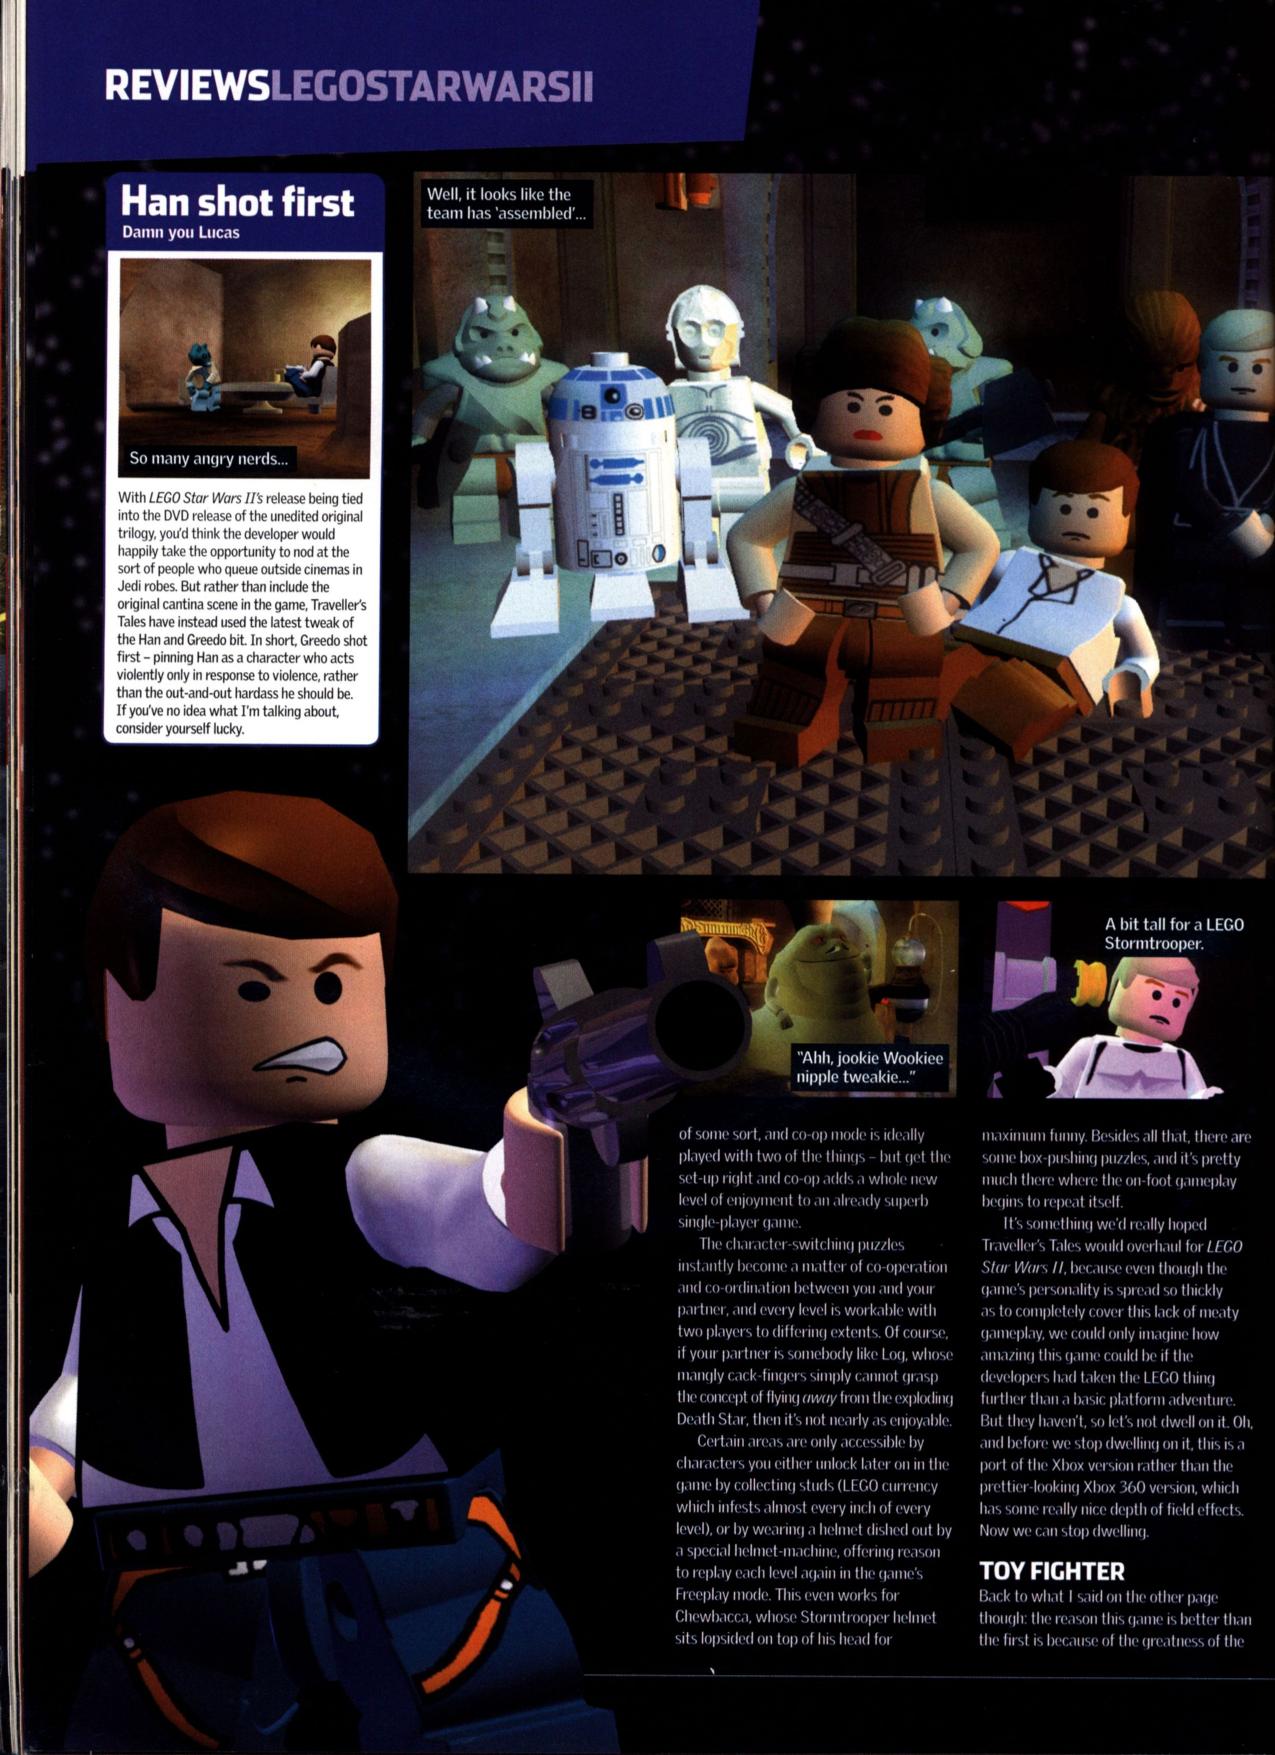 REVIEWSLEGOSTARWARSII
Han shot first
Damn you Lucas
So many angry nerds...
With LEGO Star Wars II's release being tied
into the DVD release of the unedited original
trilogy, you'd think the developer would
happily take the opportunity to nod at the
sort of people who queue outside cinemas in
Jedi robes. But rather than include the
original cantina scene in the game, Traveller's
Tales have instead used the latest tweak of
the Han and Greedo bit. In short, Greedo shot
first – pinning Han as a character who acts
violently only in response to violence, rather
than the out-and-out hardass he should be.
If you've no idea what I'm talking about,
consider yourself lucky.
Well, it looks like the
team has 'assembled'...
"Ahh, jookie Wookiee
nipple tweakie..."
A bit tall for a LEGO
Stormtrooper.
of some sort, and co-op mode is ideally
played with two of the things – but get the
set-up right and co-op adds a whole new
level of enjoyment to an already superb
single-player game.
The character-switching puzzles
instantly become a matter of co-operation
and co-ordination between you and your
partner, and every level is workable with
two players to differing extents. Of course,
if your partner is somebody like Log, whose
mangly cack-fingers simply cannot grasp
the concept of flying away from the exploding
Death Star, then it's not nearly as enjoyable.
Certain areas are only accessible by
characters you either unlock later on in the
game by collecting studs (LEGO currency
which infests almost every inch of every
level), or by wearing a helmet dished out by
a special helmet-machine, offering reason
to replay each level again in the game's
Freeplay mode. This even works for
Chewbacca, whose Stormtrooper helmet
sits lopsided on top of his head for
maximum funny. Besides all that, there are
some box-pushing puzzles, and it's pretty
much there where the on-foot gameplay
begins to repeat itself.
It's something we'd really hoped
Traveller's Tales would overhaul for LEGO
Star Wars II, because even though the
game's personality is spread so thickly
as to completely cover this lack of meaty
gameplay, we could only imagine how
amazing this game could be if the
developers had taken the LEGO thing
further than a basic platform adventure.
But they haven't, so let's not dwell on it. Oh,
and before we stop dwelling on it, this is a
port of the Xbox version rather than the
prettier-looking Xbox 360 version, which
has some really nice depth of field effects.
Now we can stop dwelling.
TOY FIGHTER
Back to what I said on the other page
though: the reason this game is better than
the first is because of the greatness of the